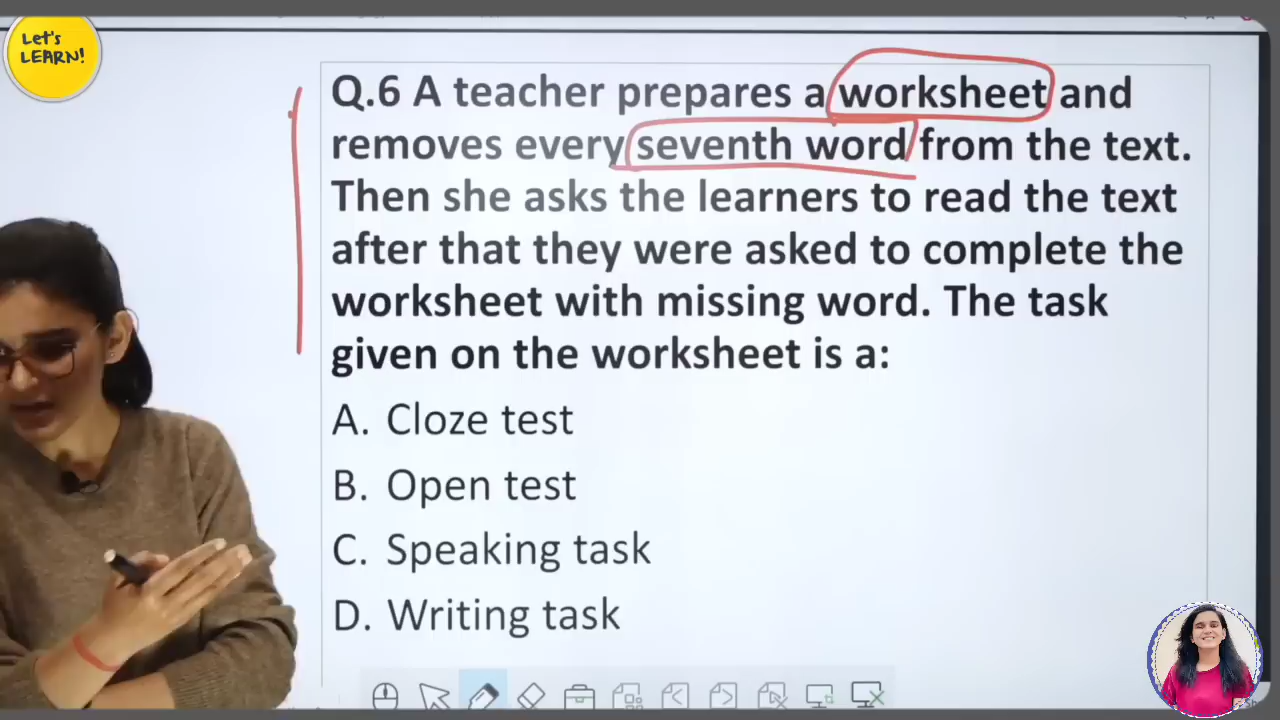 Let's
LEARN!
Q.6 A teacher prepares a worksheet and
removes every seventh word from the text.
Then she asks the learners to read the text
after that they were asked to complete the
worksheet with missing word. The task
given on the worksheet is a:
A. Cloze test
B. Open test
C. Speaking task
D. Writing task